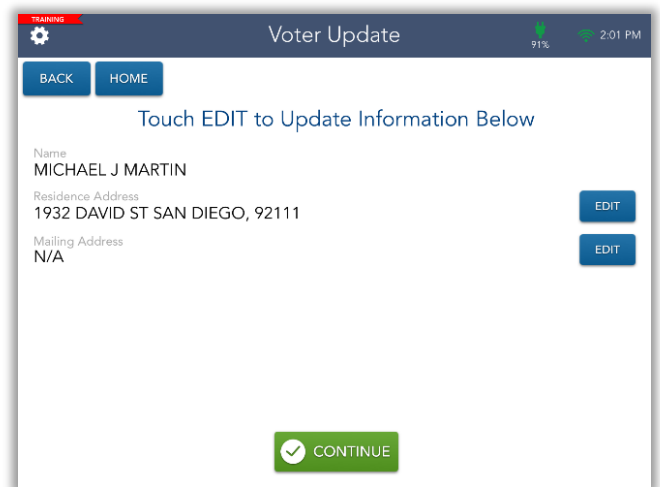 TRAINING
Voter Update
91%
2:01 PM
BACK HOME
Touch EDIT to Update Information Below
Name
MICHAEL J MARTIN
Residence Address
1932 DAVID ST SAN DIEGO, 92111
EDIT
Mailing Address
N/A
EDIT
CONTINUE